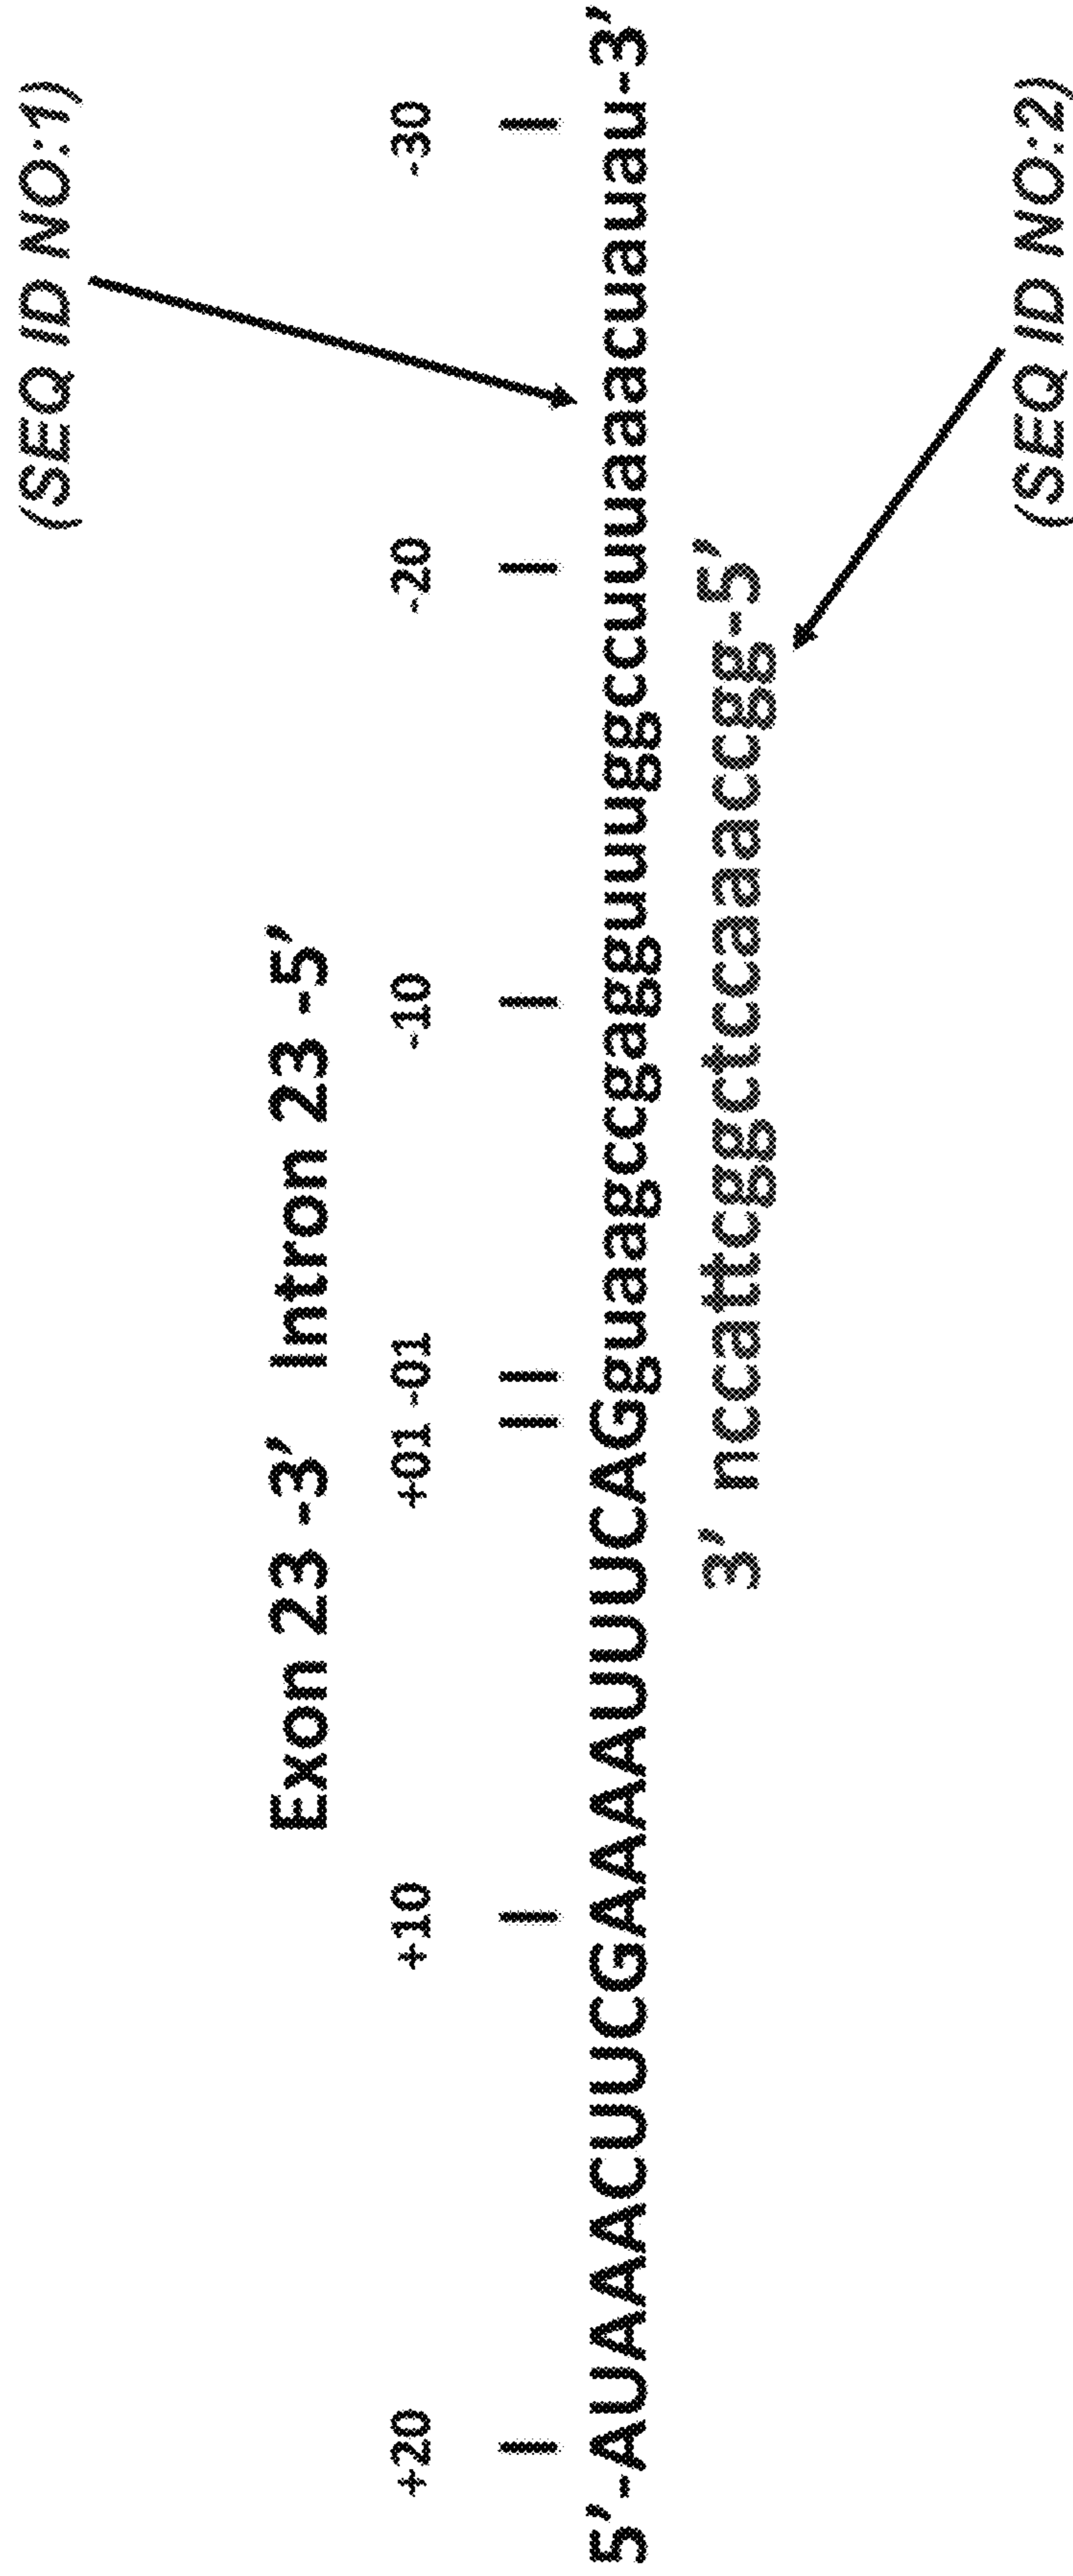 (SEQ ID NO:1)
Exon 23 -3′ Intron 23 -5′
+20 +10 +01 -01 -10 -20 -30
5′-AUAAACUUCGAAAAUUUCAGguaagccgagguuuggccuuuaaacuauau-3′
3′ nccattcggctccaaaccgg-5′
(SEQ ID NO:2)